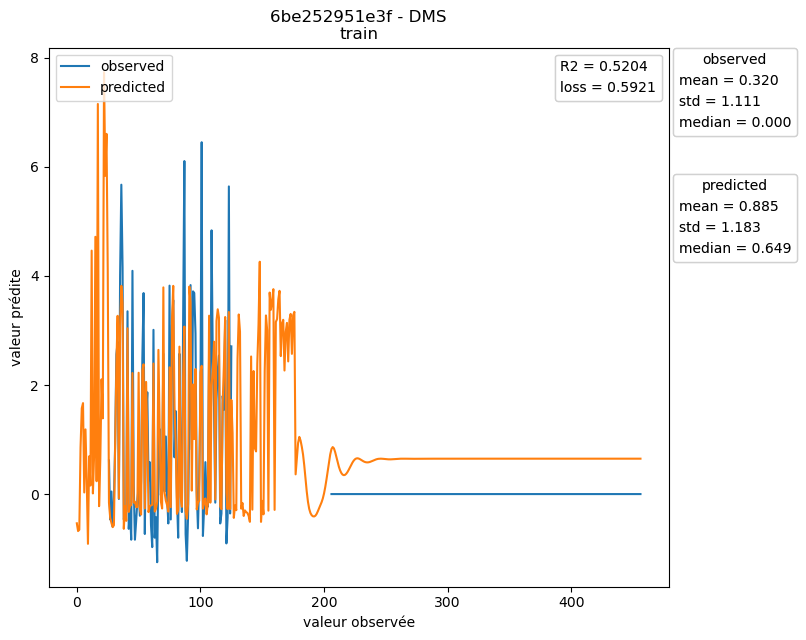 6be252951e3f - DMS
train
observed
predicted
R2 = 0.5204
loss = 0.5921
observed
mean = 0.320
std = 1.111
median = 0.000
predicted
mean = 0.885
std = 1.183
median = 0.649
8
6
4
2
0
valeur prédite
0
100
200
300
400
valeur observée